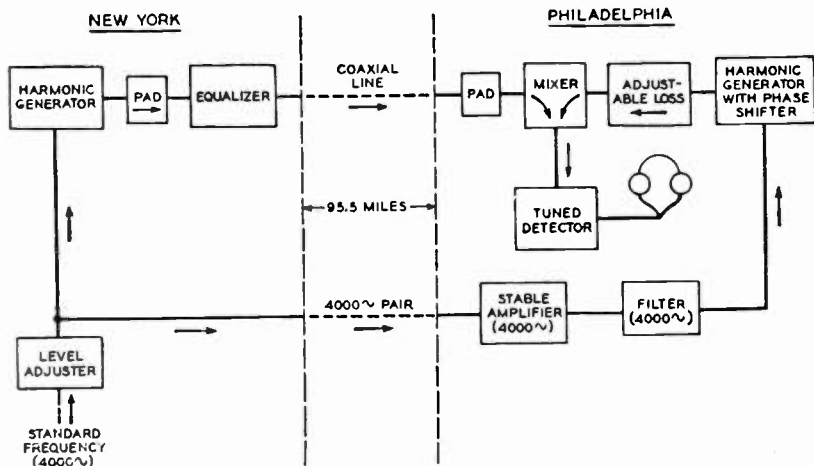 NEW YORK
PHILADELPHIA
HARMONIC
GENERATOR
PAD
EQUALIZER
COAXIAL
LINE
PAD
MIXER
ADJUST-
ABLE LOSS
HARMONIC
GENERATOR
WITH PHASE
SHIFTER
95.5 MILES
TUNED
DETECTOR
4000~ PAIR
STABLE
AMPLIFIER
(4000~)
FILTER
(4000~)
LEVEL
ADJUSTER
STANDARD
FREQUENCY
(4000~)